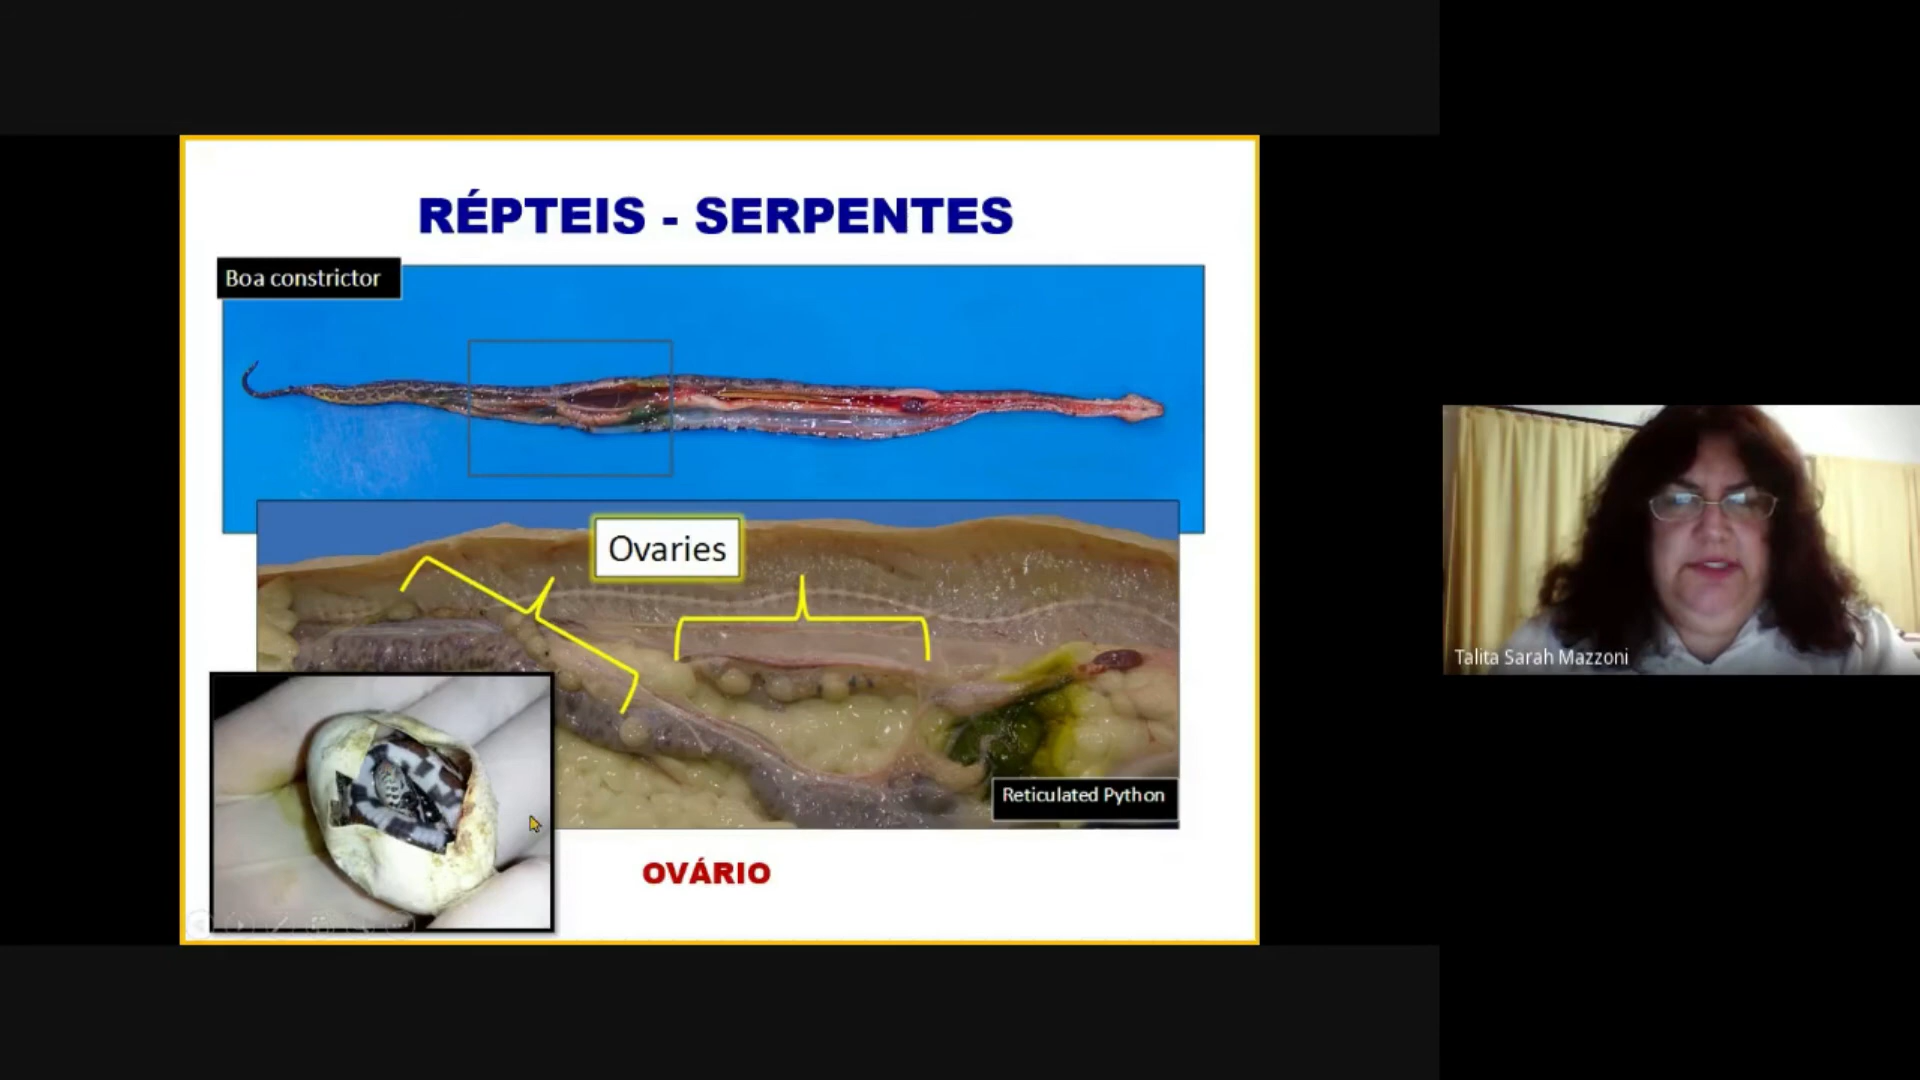 RÉPTEIS - SERPENTES
Boa constrictor
Ovaries
Reticulated Python
OVÁRIO
Talita Sarah Mazzoni